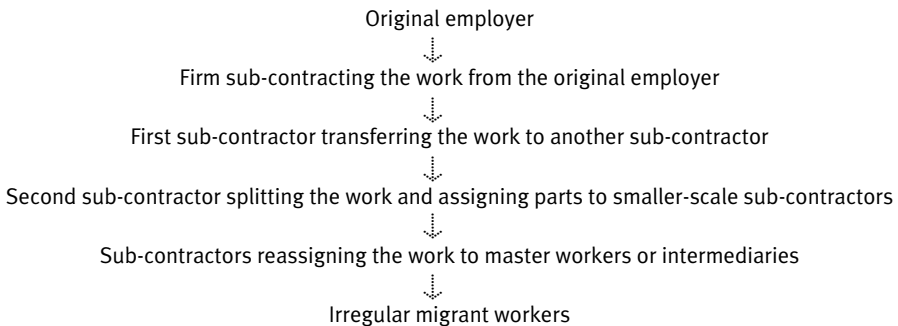 Original employer
Firm sub-contracting the work from the original employer
First sub-contractor transferring the work to another sub-contractor
Second sub-contractor splitting the work and assigning parts to smaller-scale sub-contractors
Sub-contractors reassigning the work to master workers or intermediaries
Irregular migrant workers